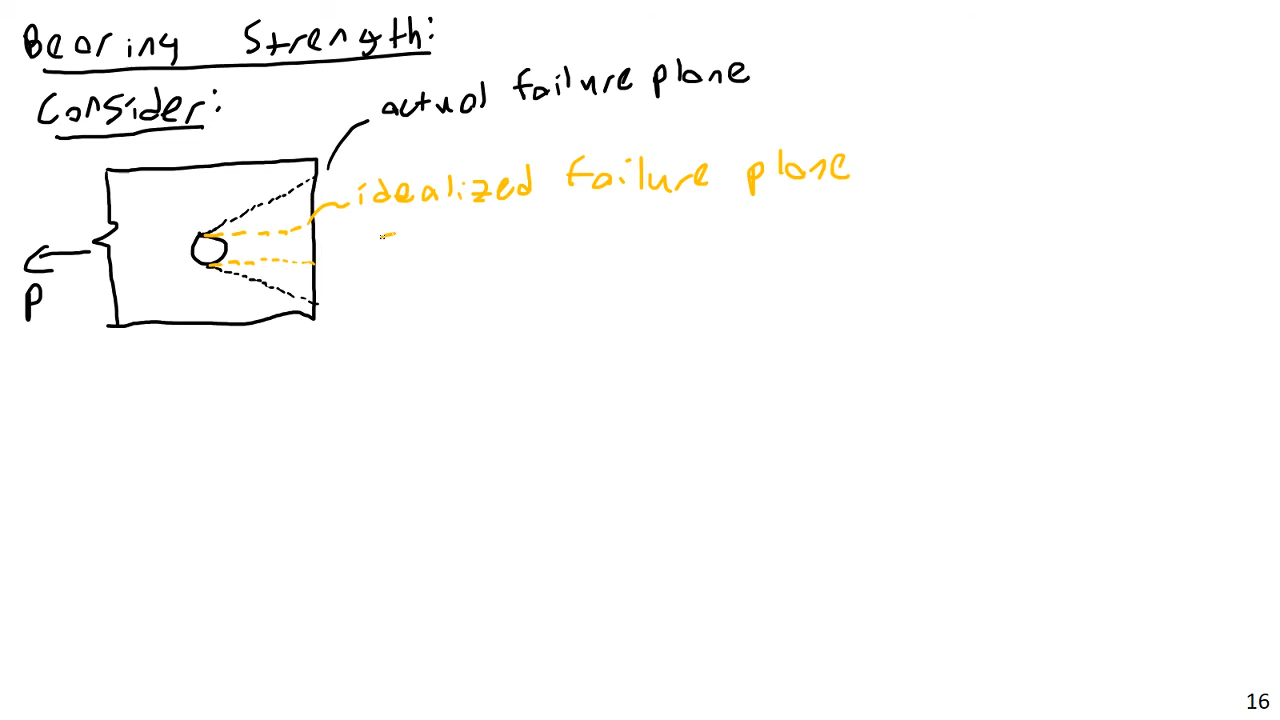 Bearing Strength:
Consider:
actual failure plane
idealized failure plane
P
16